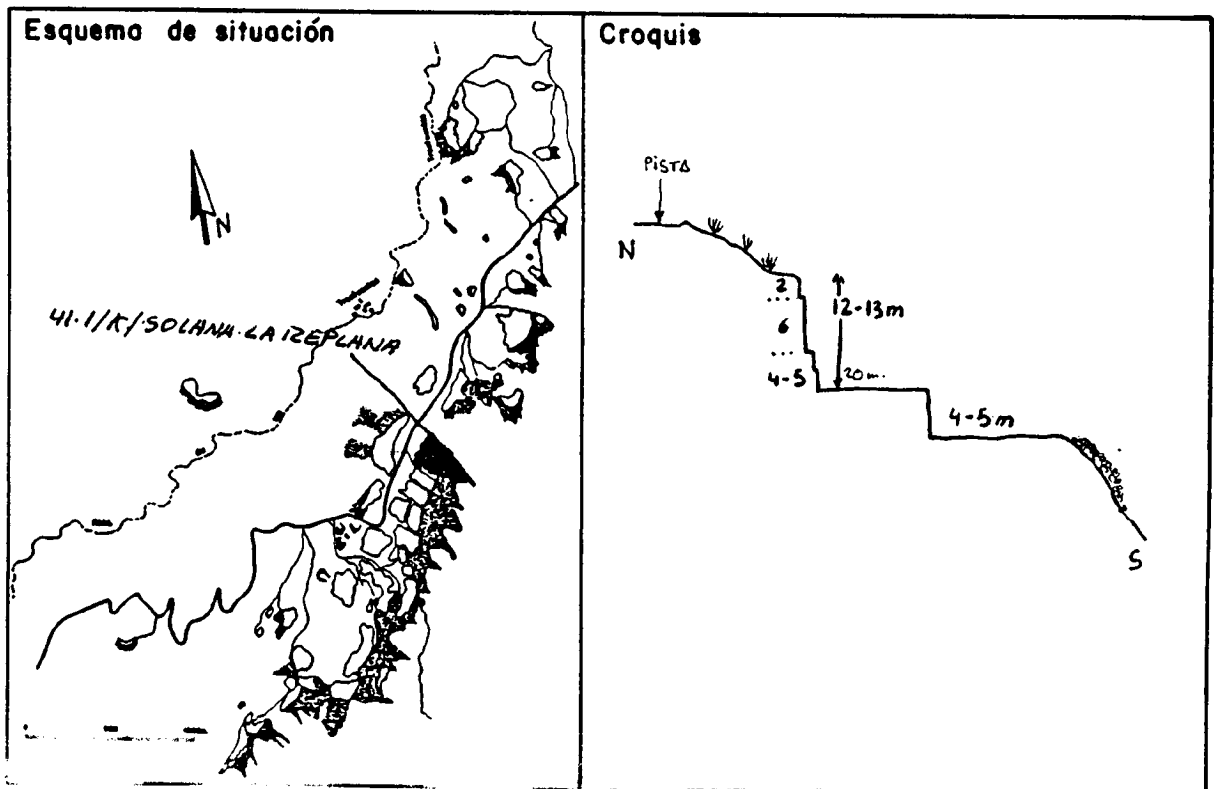 Esquema de situación
N
41-1/K/SOLANA-LA REPLANA
Croquis
PISTA
N
2
12-13m
6
4-5
20m.
4-5m
S